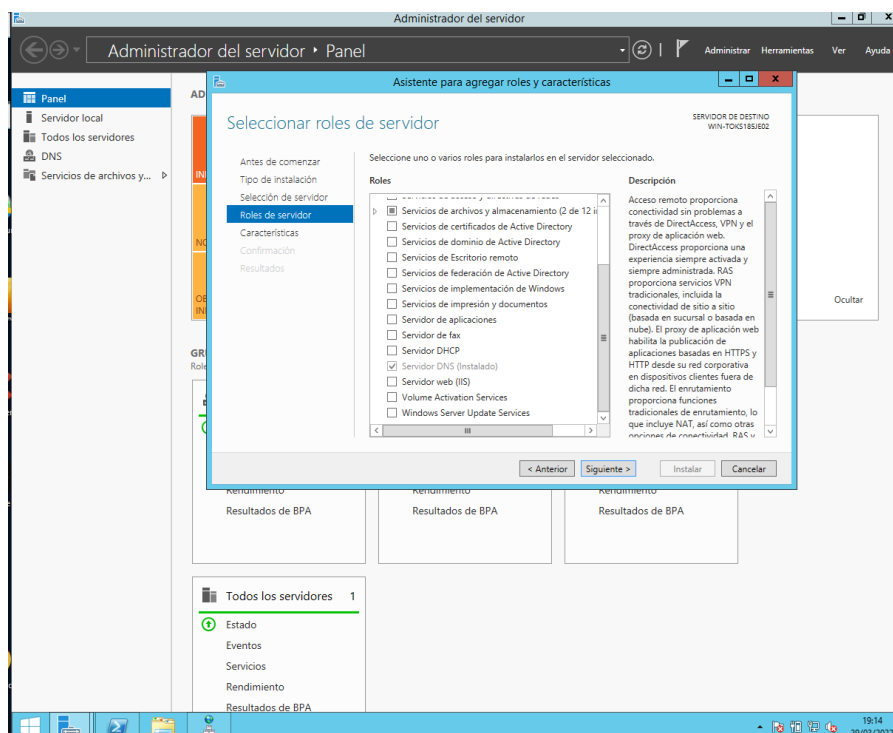 Administrador del servidor
Administrador del servidor • Panel
Administrar Herramientas Ver Ayuda
Panel
Servidor local
Todos los servidores
DNS
Servicios de archivos y...
AD
Asistente para agregar roles y características
Seleccionar roles de servidor
SERVIDOR DE DESTINO
WIN-TOKS185JE02
Antes de comenzar
Tipo de instalación
Selección de servidor
Roles de servidor
Características
Confirmación
Resultados
Seleccione uno o varios roles para instalarlos en el servidor seleccionado.
Roles
Servicios de archivos y almacenamiento (2 de 12 i
Servicios de certificados de Active Directory
Servicios de dominio de Active Directory
Servicios de Escritorio remoto
Servicios de federación de Active Directory
Servicios de implementación de Windows
Servicios de impresión y documentos
Servidor de aplicaciones
Servidor de fax
Servidor DHCP
Servidor DNS (Instalado)
Servidor web (IIS)
Volume Activation Services
Windows Server Update Services
Descripción
Acceso remoto proporciona
conectividad sin problemas a
través de DirectAccess, VPN y el
proxy de aplicación web.
DirectAccess proporciona una
experiencia siempre activada y
siempre administrada. RAS
proporciona servicios VPN
tradicionales, incluida la
conectividad de sitio a sitio
(basada en sucursal o basada en
nube). El proxy de aplicación web
habilita la publicación de
aplicaciones basadas en HTTPS y
HTTP desde su red corporativa
en dispositivos clientes fuera de
dicha red. El enrutamiento
proporciona funciones
tradicionales de enrutamiento, lo
que incluye NAT, así como otras
opciones de conectividad. RAS y
< Anterior
Siguiente >
Instalar
Cancelar
Ocultar
NO
GR
Role
Rendimiento
Resultados de BPA
Rendimiento
Resultados de BPA
Rendimiento
Resultados de BPA
Todos los servidores 1
Estado
Eventos
Servicios
Rendimiento
Resultados de BPA
19:14